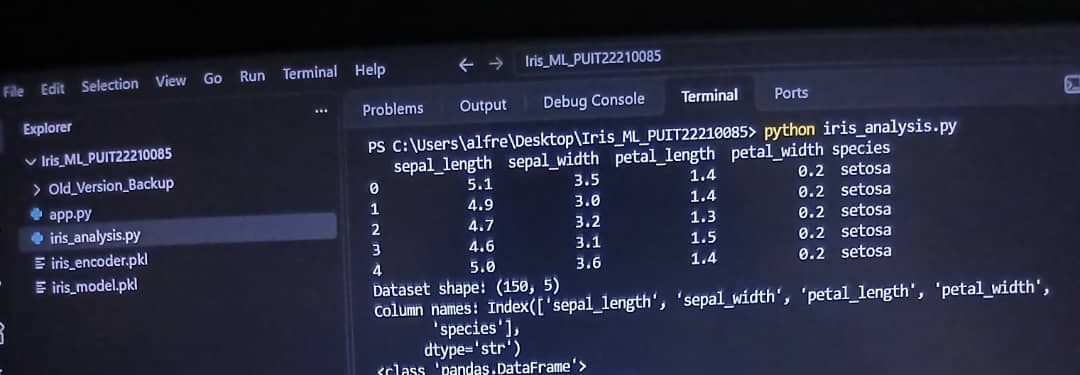 File Edit Selection View Go Run Terminal Help ← → Iris_ML_PUIT22210085
Explorer ...
Iris_ML_PUIT22210085
Old_Version_Backup
app.py
iris_analysis.py
iris_encoder.pkl
iris_model.pkl
Problems Output Debug Console Terminal Ports
PS C:\Users\alfre\Desktop\Iris_ML_PUIT22210085> python iris_analysis.py
sepal_length sepal_width petal_length petal_width species
0 5.1 3.5 1.4 0.2 setosa
1 4.9 3.0 1.4 0.2 setosa
2 4.7 3.2 1.3 0.2 setosa
3 4.6 3.1 1.5 0.2 setosa
4 5.0 3.6 1.4 0.2 setosa
Dataset shape: (150, 5)
Column names: Index(['sepal_length', 'sepal_width', 'petal_length', 'petal_width',
'species'],
dtype='str')
<class 'pandas.DataFrame'>